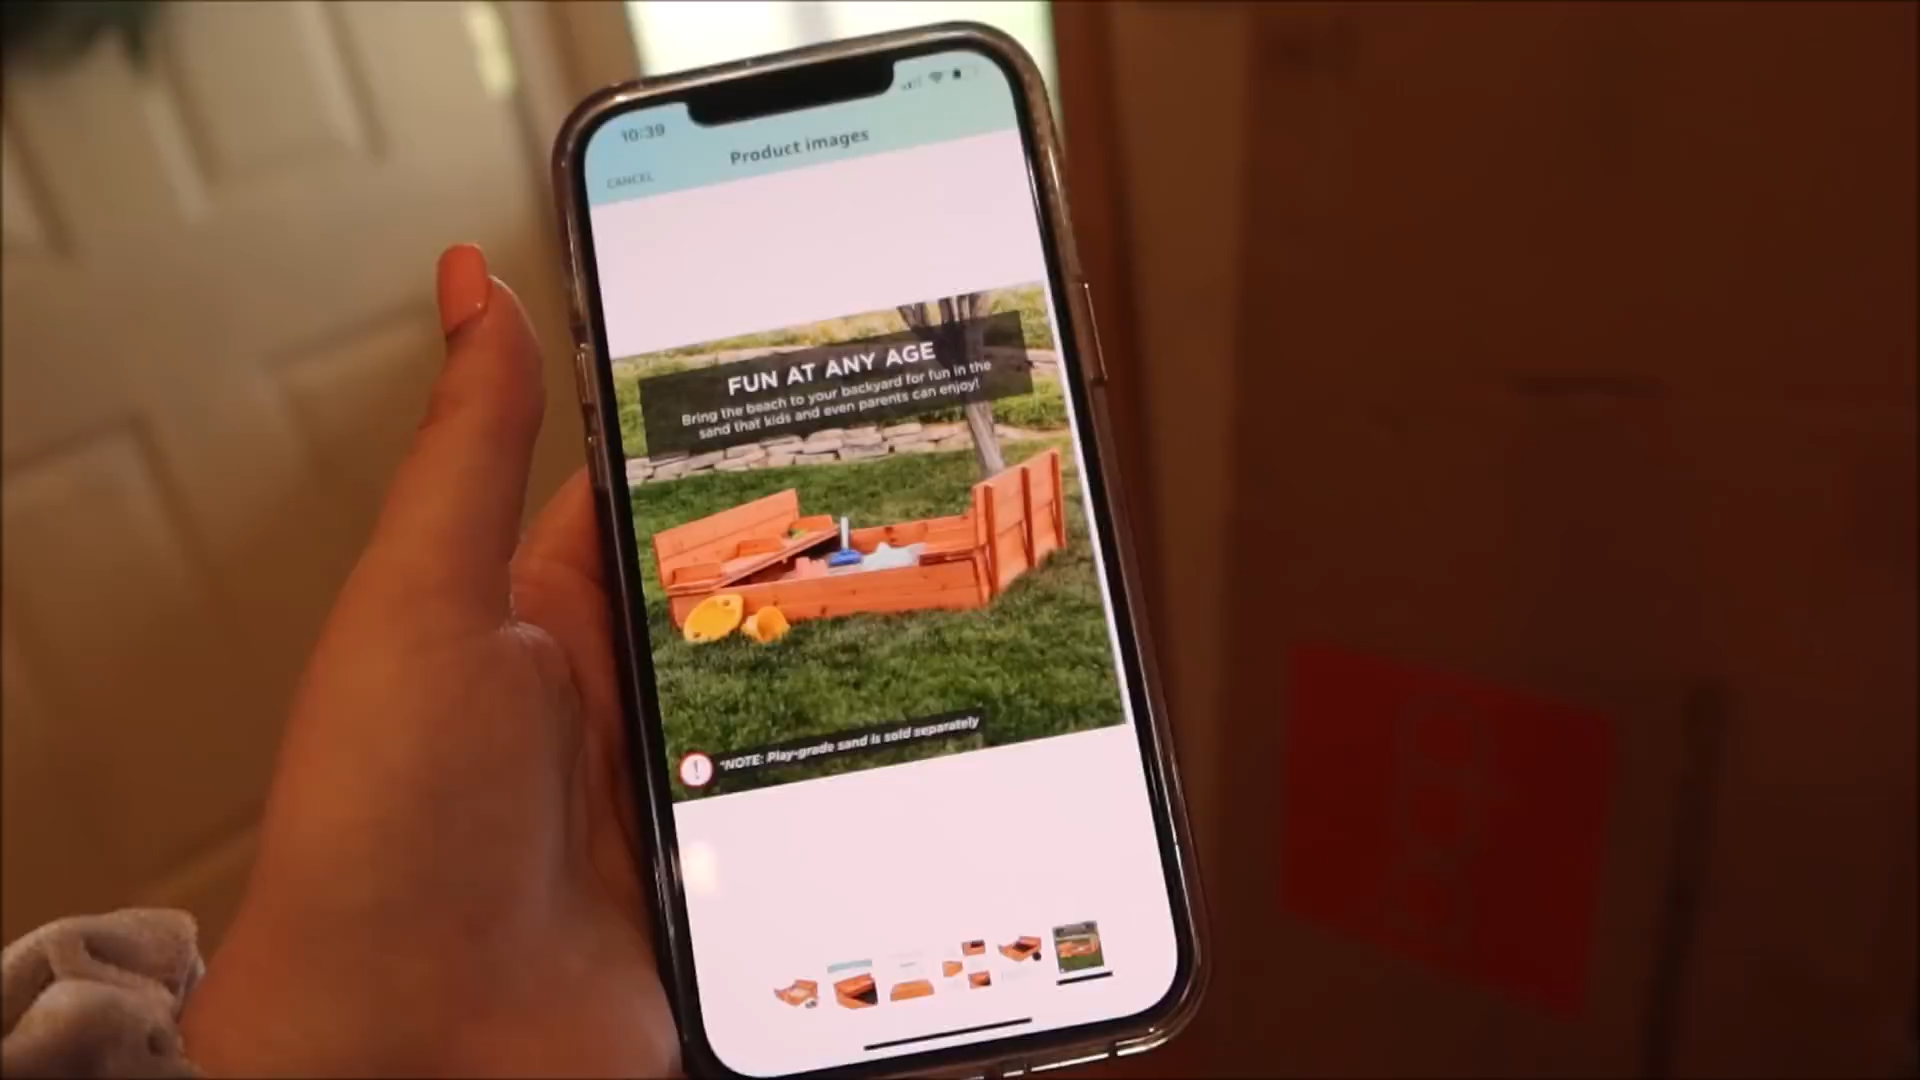 10:39
Product images
CANCEL
FUN AT ANY AGE
Bring the beach to your backyard for fun in the
sand that kids and even parents can enjoy!
! *NOTE: Play-grade sand is sold separately